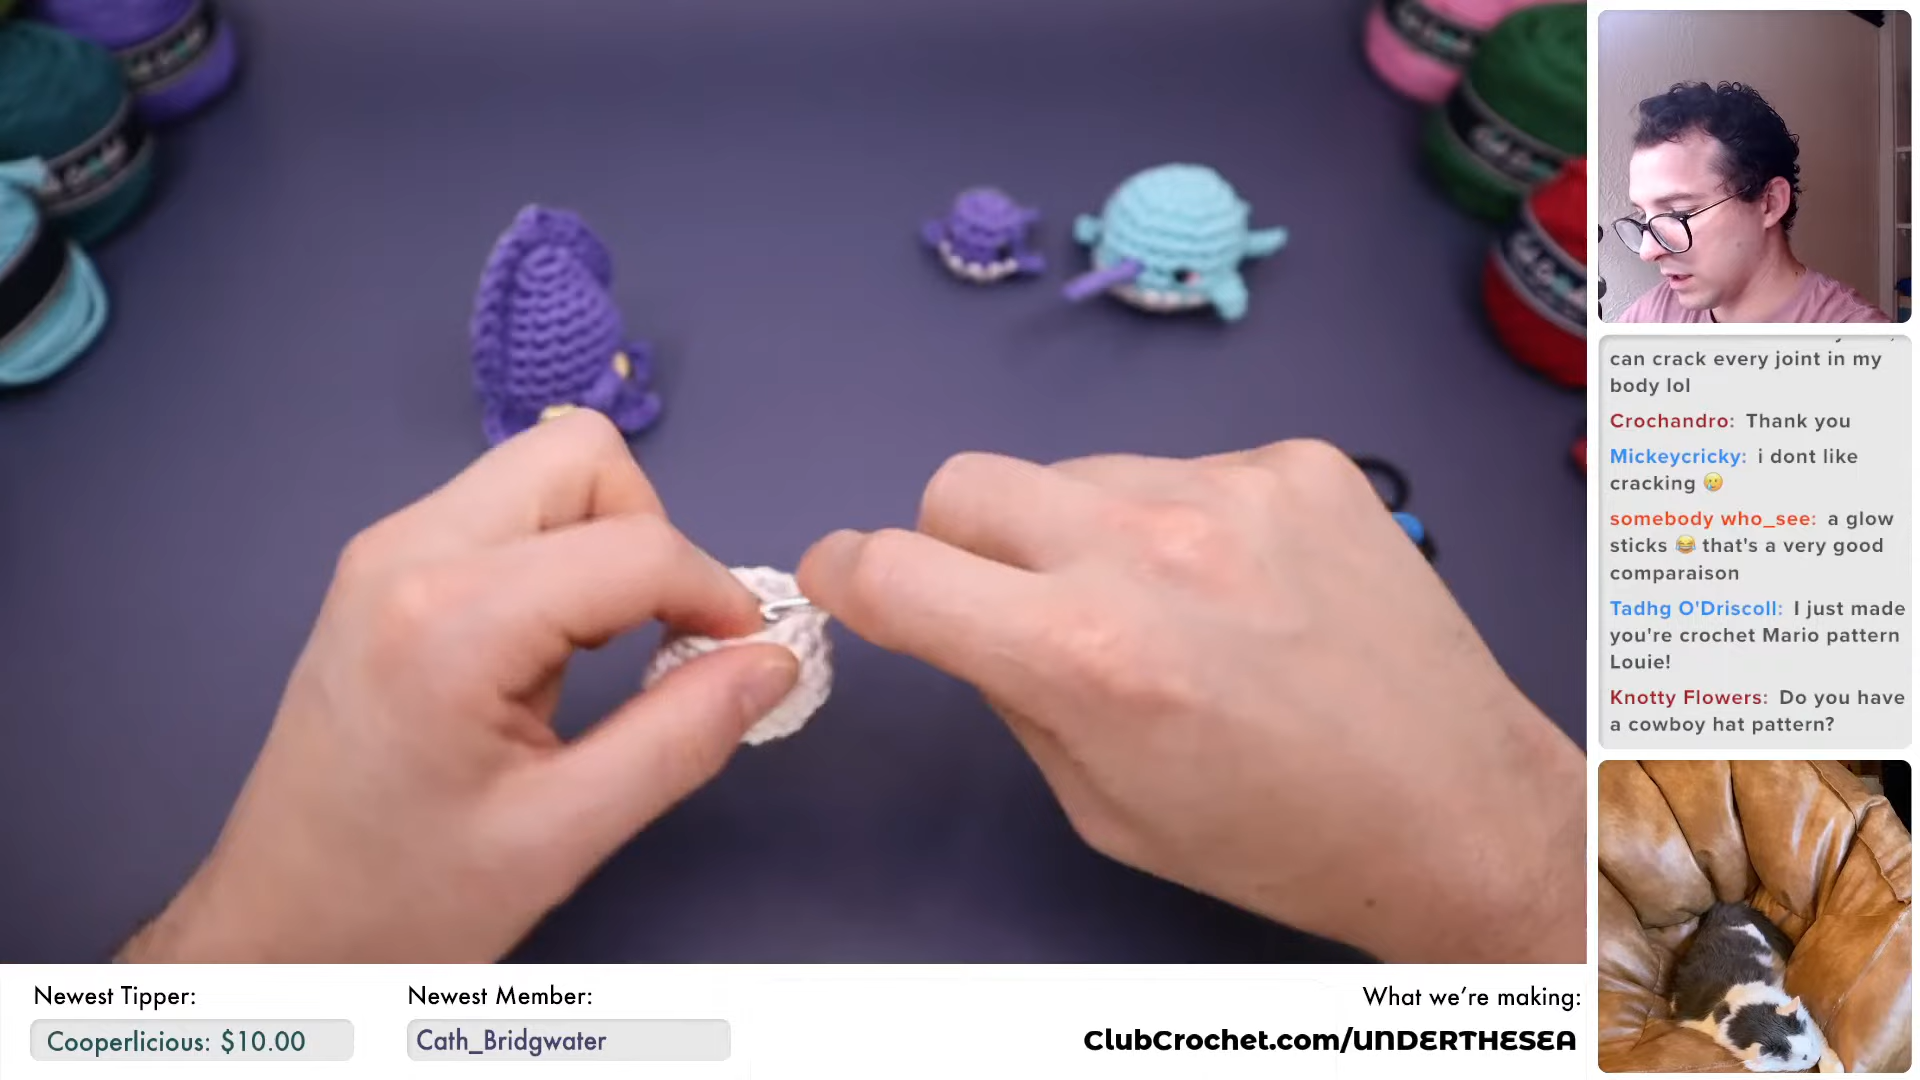 can crack every joint in my
body lol
Crochandro: Thank you
Mickeycricky: i dont like
cracking 🥲
somebody who_see: a glow
sticks 😂 that's a very good
comparaison
Tadhg O'Driscoll: I just made
you're crochet Mario pattern
Louie!
Knotty Flowers: Do you have
a cowboy hat pattern?
Newest Tipper:
Cooperlicious: $10.00
Newest Member:
Cath_Bridgwater
What we're making:
ClubCrochet.com/UNDERTHESEA